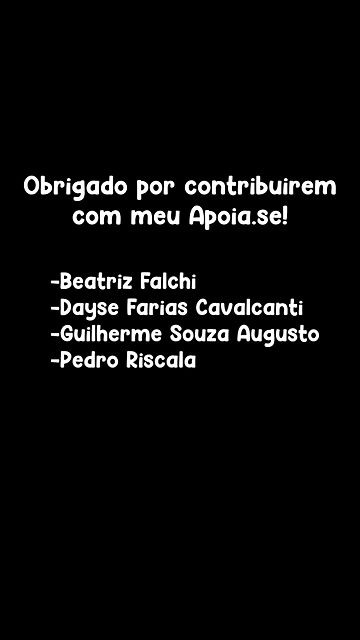 Obrigado por contribuirem
com meu Apoia.se!
-Beatriz Falchi
-Dayse Farias Cavalcanti
-Guilherme Souza Augusto
-Pedro Riscala